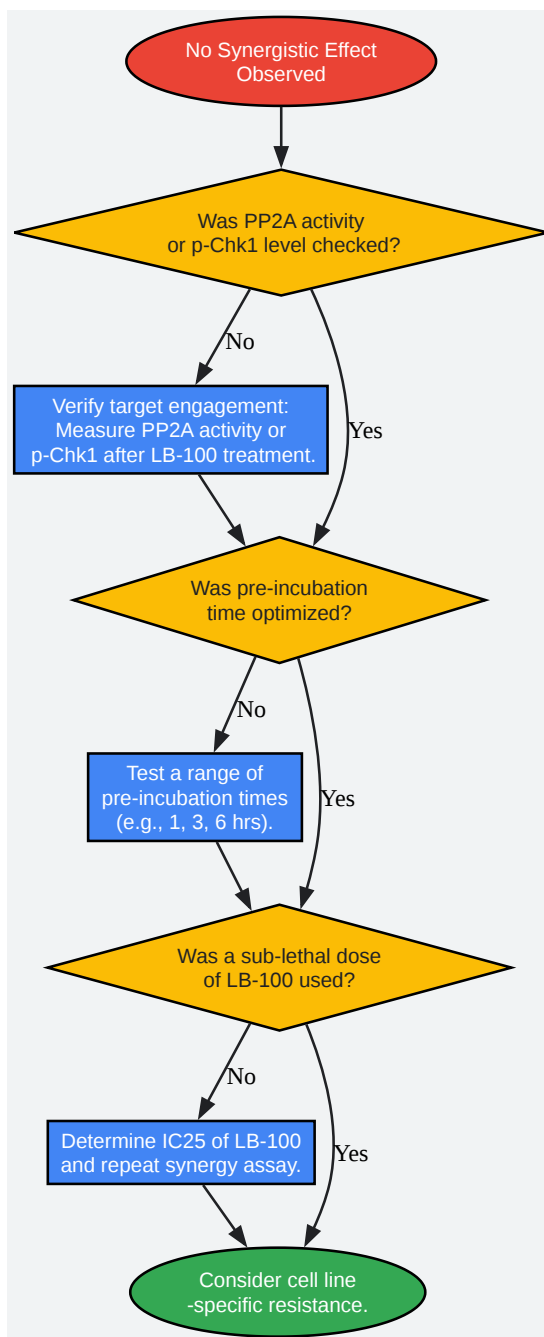 No Synergistic Effect
Observed
Was PP2A activity
or p-Chk1 level checked?
No
Verify target engagement:
Measure PP2A activity or
p-Chk1 after LB-100 treatment.
Yes
Was pre-incubation
time optimized?
No
Test a range of
pre-incubation times
(e.g., 1, 3, 6 hrs).
Yes
Was a sub-lethal dose
of LB-100 used?
No
Determine IC25 of LB-100
and repeat synergy assay.
Yes
Consider cell line
-specific resistance.